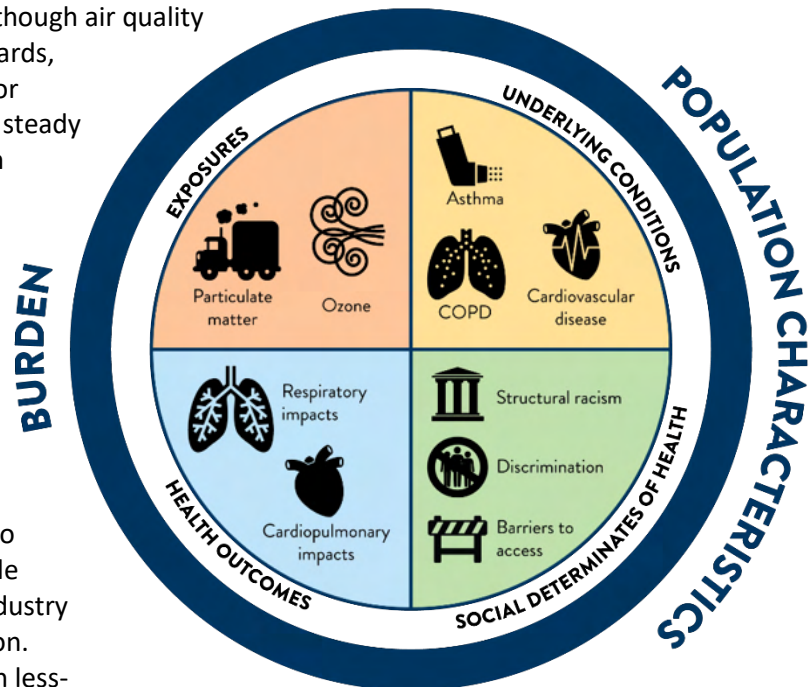 though air quality
ards,
or
steady
BURDEN
POPULATION CHARACTERISTICS
EXPOSURES
Particulate
matter
Ozone
UNDERLYING CONDITIONS
Asthma
COPD
Cardiovascular
disease
HEALTH OUTCOMES
Respiratory
impacts
Cardiopulmonary
impacts
SOCIAL DETERMINATES OF HEALTH
Structural racism
Discrimination
Barriers to
access
o
le
dustry
on.
n less-